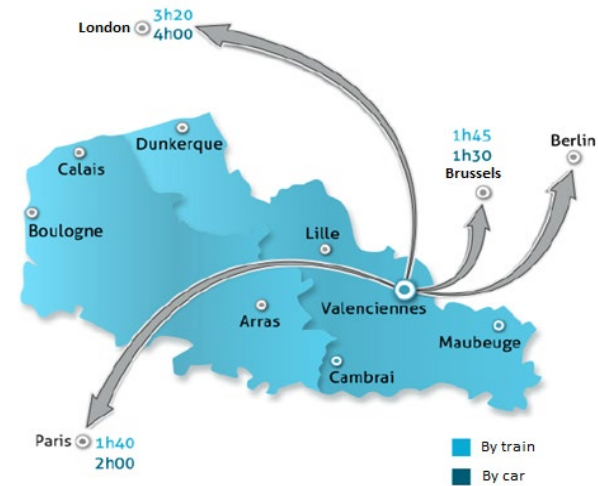 London
3h20
4h00
Dunkerque
Calais
Boulogne
Lille
1h45
1h30
Brussels
Berlin
Valenciennes
Arras
Maubeuge
Cambrai
Paris
1h40
2h00
By train
By car